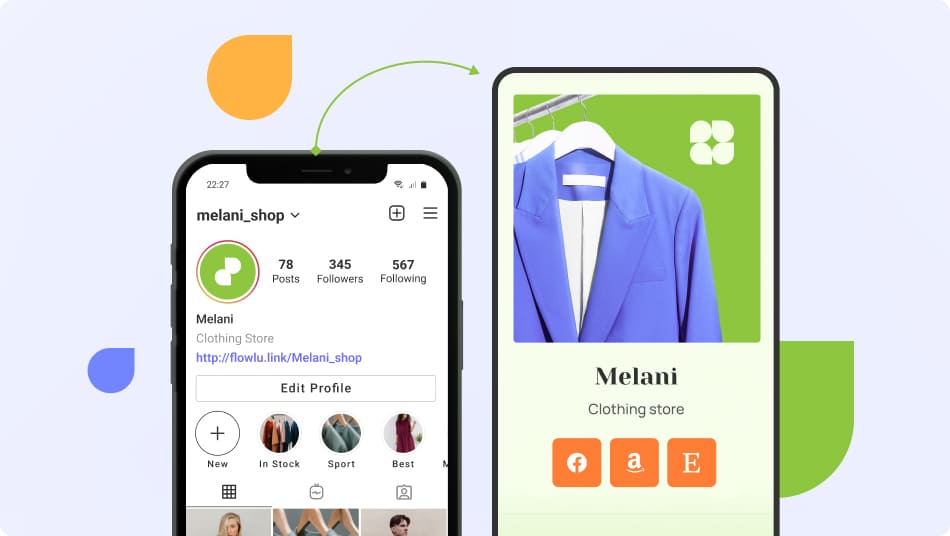 22:27
melani_shop
78
345
567
Posts
Followers
Following
Melani
Clothing Store
http://flowlu.link/Melani_shop
Edit Profile
New
In Stock
Sport
Best
M
Melani
Clothing store
f
a
E